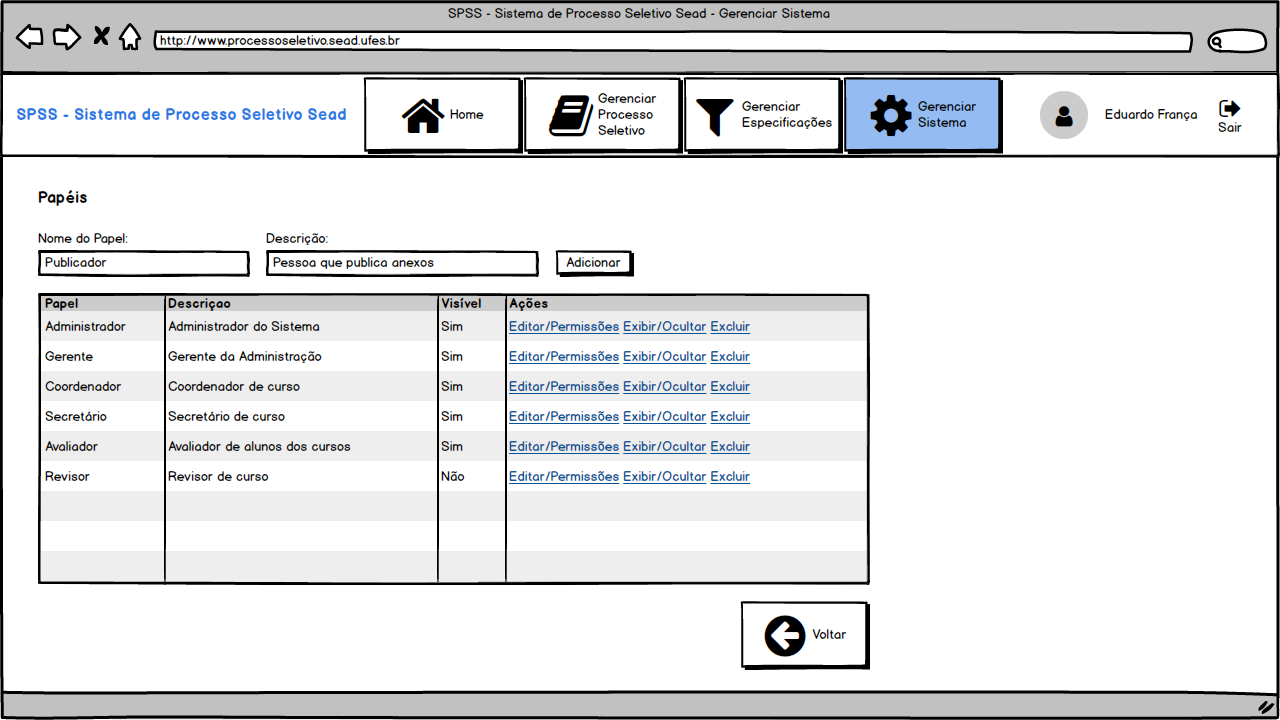 SPSS - Sistema de Processo Seletivo Sead - Gerenciar Sistema
http://www.processoseletivo.sead.ufes.br
SPSS - Sistema de Processo Seletivo Sead
Home
Gerenciar
Processo
Seletivo
Gerenciar
Especificações
Gerenciar
Sistema
Eduardo França
Sair
Papéis
Nome do Papel: Descrição:
Publicador Pessoa que publica anexos Adicionar
Papel Descriçao Visível Ações
Administrador Administrador do Sistema Sim Editar/Permissões Exibir/Ocultar Excluir
Gerente Gerente da Administração Sim Editar/Permissões Exibir/Ocultar Excluir
Coordenador Coordenador de curso Sim Editar/Permissões Exibir/Ocultar Excluir
Secretário Secretário de curso Sim Editar/Permissões Exibir/Ocultar Excluir
Avaliador Avaliador de alunos dos cursos Sim Editar/Permissões Exibir/Ocultar Excluir
Revisor Revisor de curso Não Editar/Permissões Exibir/Ocultar Excluir
Voltar